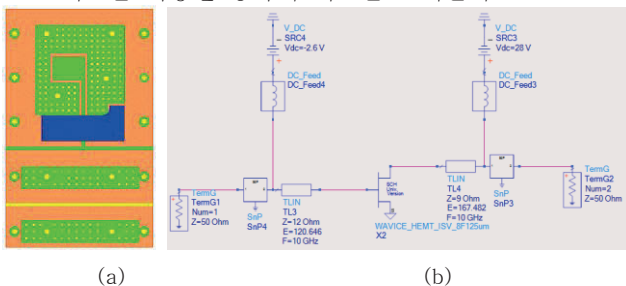 V_DC
SRC4
Vdc=-2.6 V
V_DC
SRC3
Vdc=28 V
DC_Feed
DC_Feed4
DC_Feed
DC_Feed3
TermG
TermG1
Num=1
Z=50 Ohm
SnP
SnP4
TLIN
TL3
Z=12 Ohm
E=120.646
F=10 GHz
WAVICE_HEMT_ISV_8F125um
X2
TLIN
TL4
Z=9 Ohm
E=167.482
F=10 GHz
SnP
SnP3
TermG
TermG2
Num=2
Z=50 Ohm
(a)
(b)